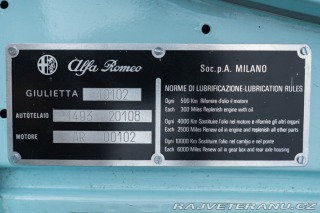 Alfa Romeo
Soc.p.A. MILANO
GIULIETTA 10102
NORME DI LUBRIFICAZIONE-LUBRICATION RULES
Ogni 500 Km. Rifornire d'olio il motore
Each 300 Miles Replenish engine with oil
AUTOTELAIO 1493 20108
Ogni 4000 Km Sostituire l'olio nel motore e rifornire gli altri organi
Each 2500 Miles Renew oil in engine and replenish all other parts
MOTORE AR 00102
Ogni 10000 Km Sostituire l'olio nel cambio e nel ponte
Each 6000 Miles Renew oil in gear box and rear axle housing
RAJVETERANU.CZ